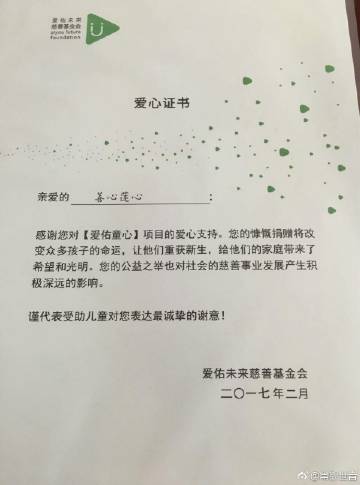 爱佑未来
慈善基金会
ayou future
foundation
爱心证书
亲爱的 善心莲心 :
感谢您对【爱佑童心】项目的爱心支持。您的慷慨捐赠将改
变众多孩子的命运，让他们重获新生，给他们的家庭带来了
希望和光明。您的公益之举也对社会的慈善事业发展产生积
极深远的影响。
谨代表受助儿童对您表达最诚挚的谢意！
爱佑未来慈善基金会
二〇一七年二月